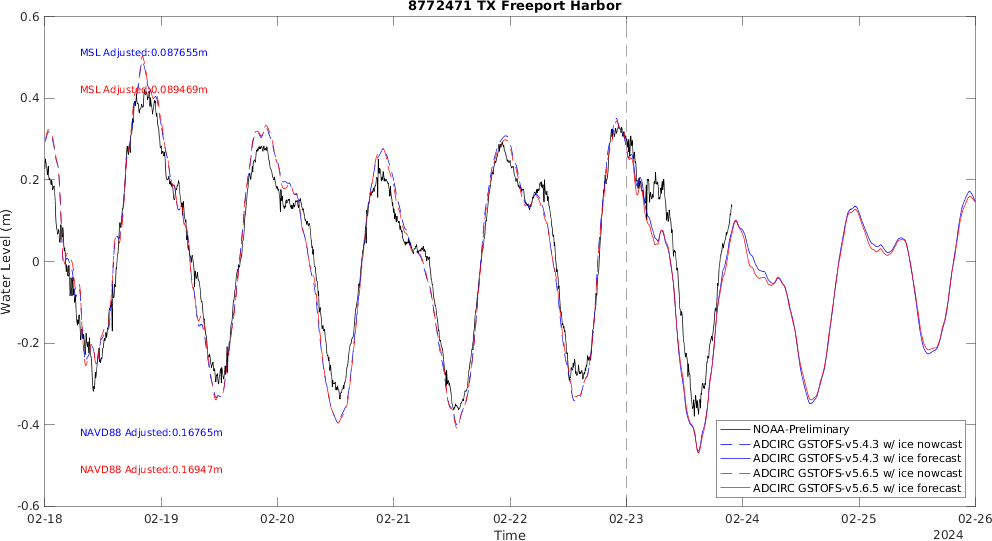 8772471 TX Freeport Harbor
0.6
MSL Adjusted:0.087655m
MSL Adjusted:0.089469m
0.4
0.2
0
-0.2
-0.4
-0.6
Water Level (m)
NAVD88 Adjusted:0.16765m
NAVD88 Adjusted:0.16947m
NOAA-Preliminary
ADCIRC GSTOFS-v5.4.3 w/ ice nowcast
ADCIRC GSTOFS-v5.4.3 w/ ice forecast
ADCIRC GSTOFS-v5.6.5 w/ ice nowcast
ADCIRC GSTOFS-v5.6.5 w/ ice forecast
02-18 02-19 02-20 02-21 02-22 02-23 02-24 02-25 02-26
Time
2024